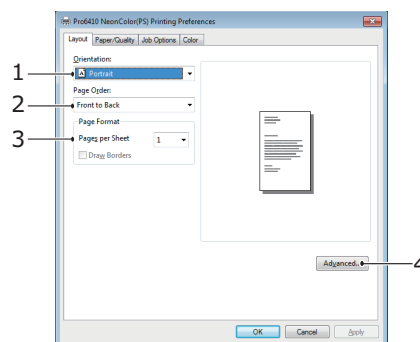 Pro6410 NeonColor(PS) Printing Preferences
Layout Paper/Quality Job Options Color
Orientation:
1
Portrait
Page Order:
2
Front to Back
Page Format
3
Pages per Sheet 1
Draw Borders
Advanced...
4
OK Cancel Apply